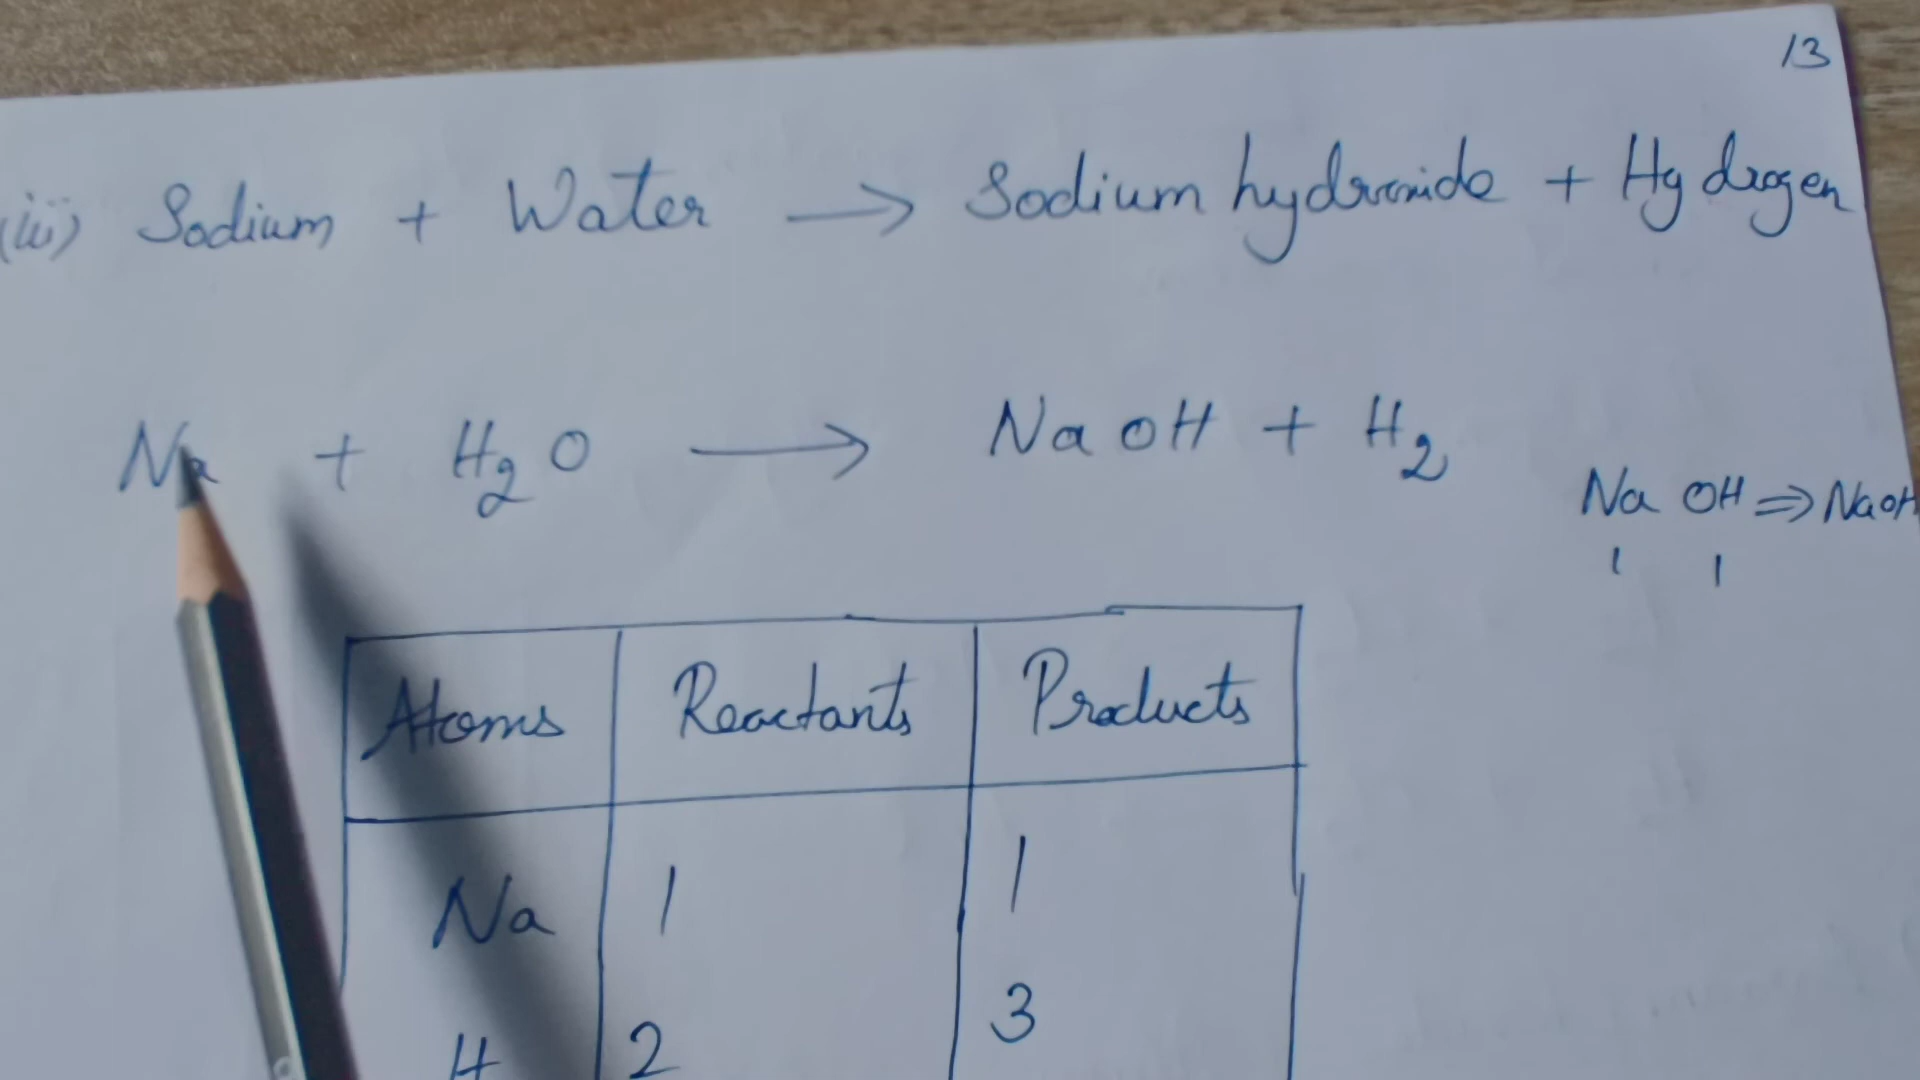 13
(iii) Sodium + Water → Sodium hydroxide + Hydrogen
Na + H₂O → NaOH + H₂
Na OH ⇒ NaOH
1 1
Atoms Reactants Products
Na 1 1
H 2 3